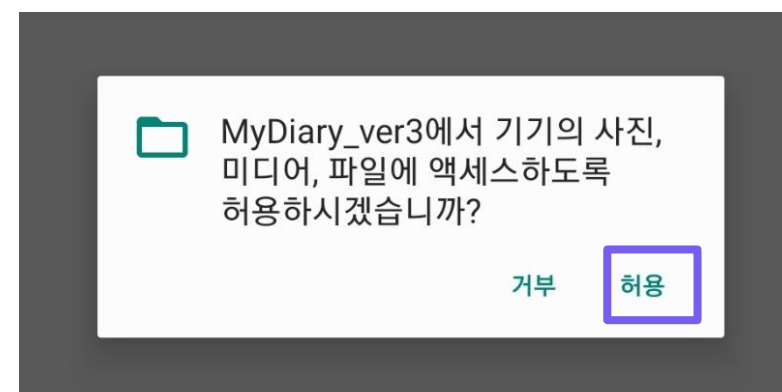 MyDiary_ver3에서 기기의 사진,
미디어, 파일에 액세스하도록
허용하시겠습니까?
거부 허용